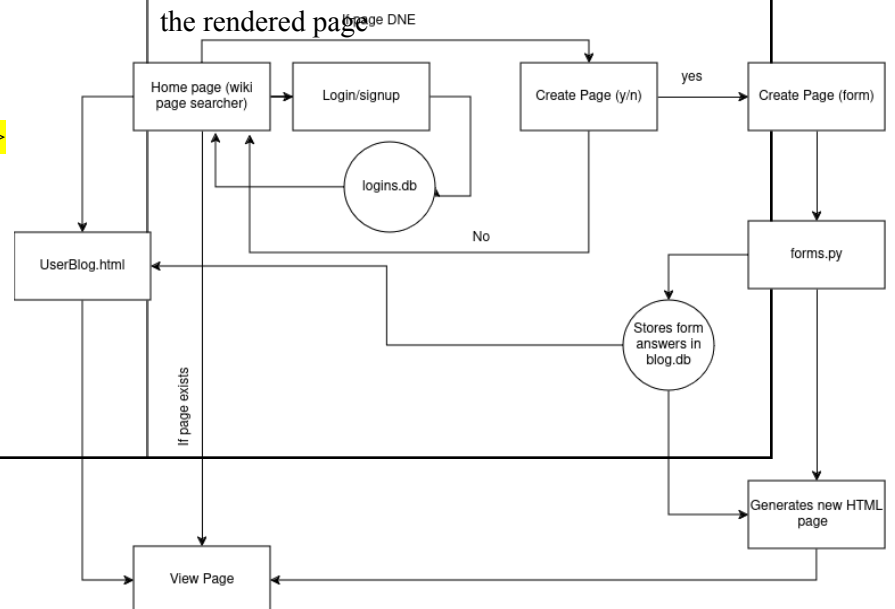 the rendered page
If page DNE
Home page (wiki
page searcher)
Login/signup
Create Page (y/n)
yes
Create Page (form)
>
logins.db
No
UserBlog.html
forms.py
Stores form
answers in
blog.db
If page exists
Generates new HTML
page
View Page